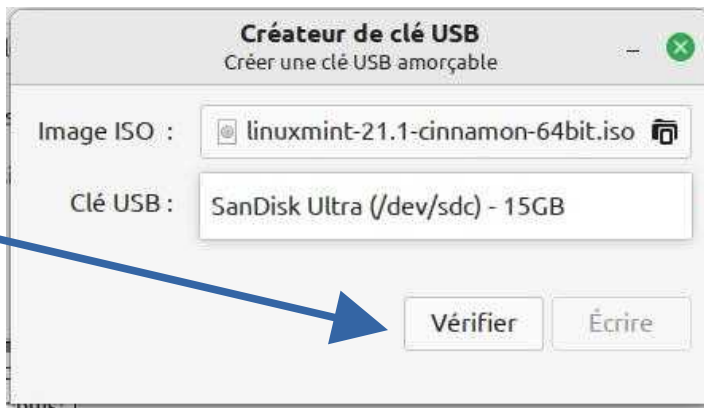 Créateur de clé USB
Créer une clé USB amorçable
Image ISO :
linuxmint-21.1-cinnamon-64bit.iso
Clé USB :
SanDisk Ultra (/dev/sdc) - 15GB
Vérifier
Écrire